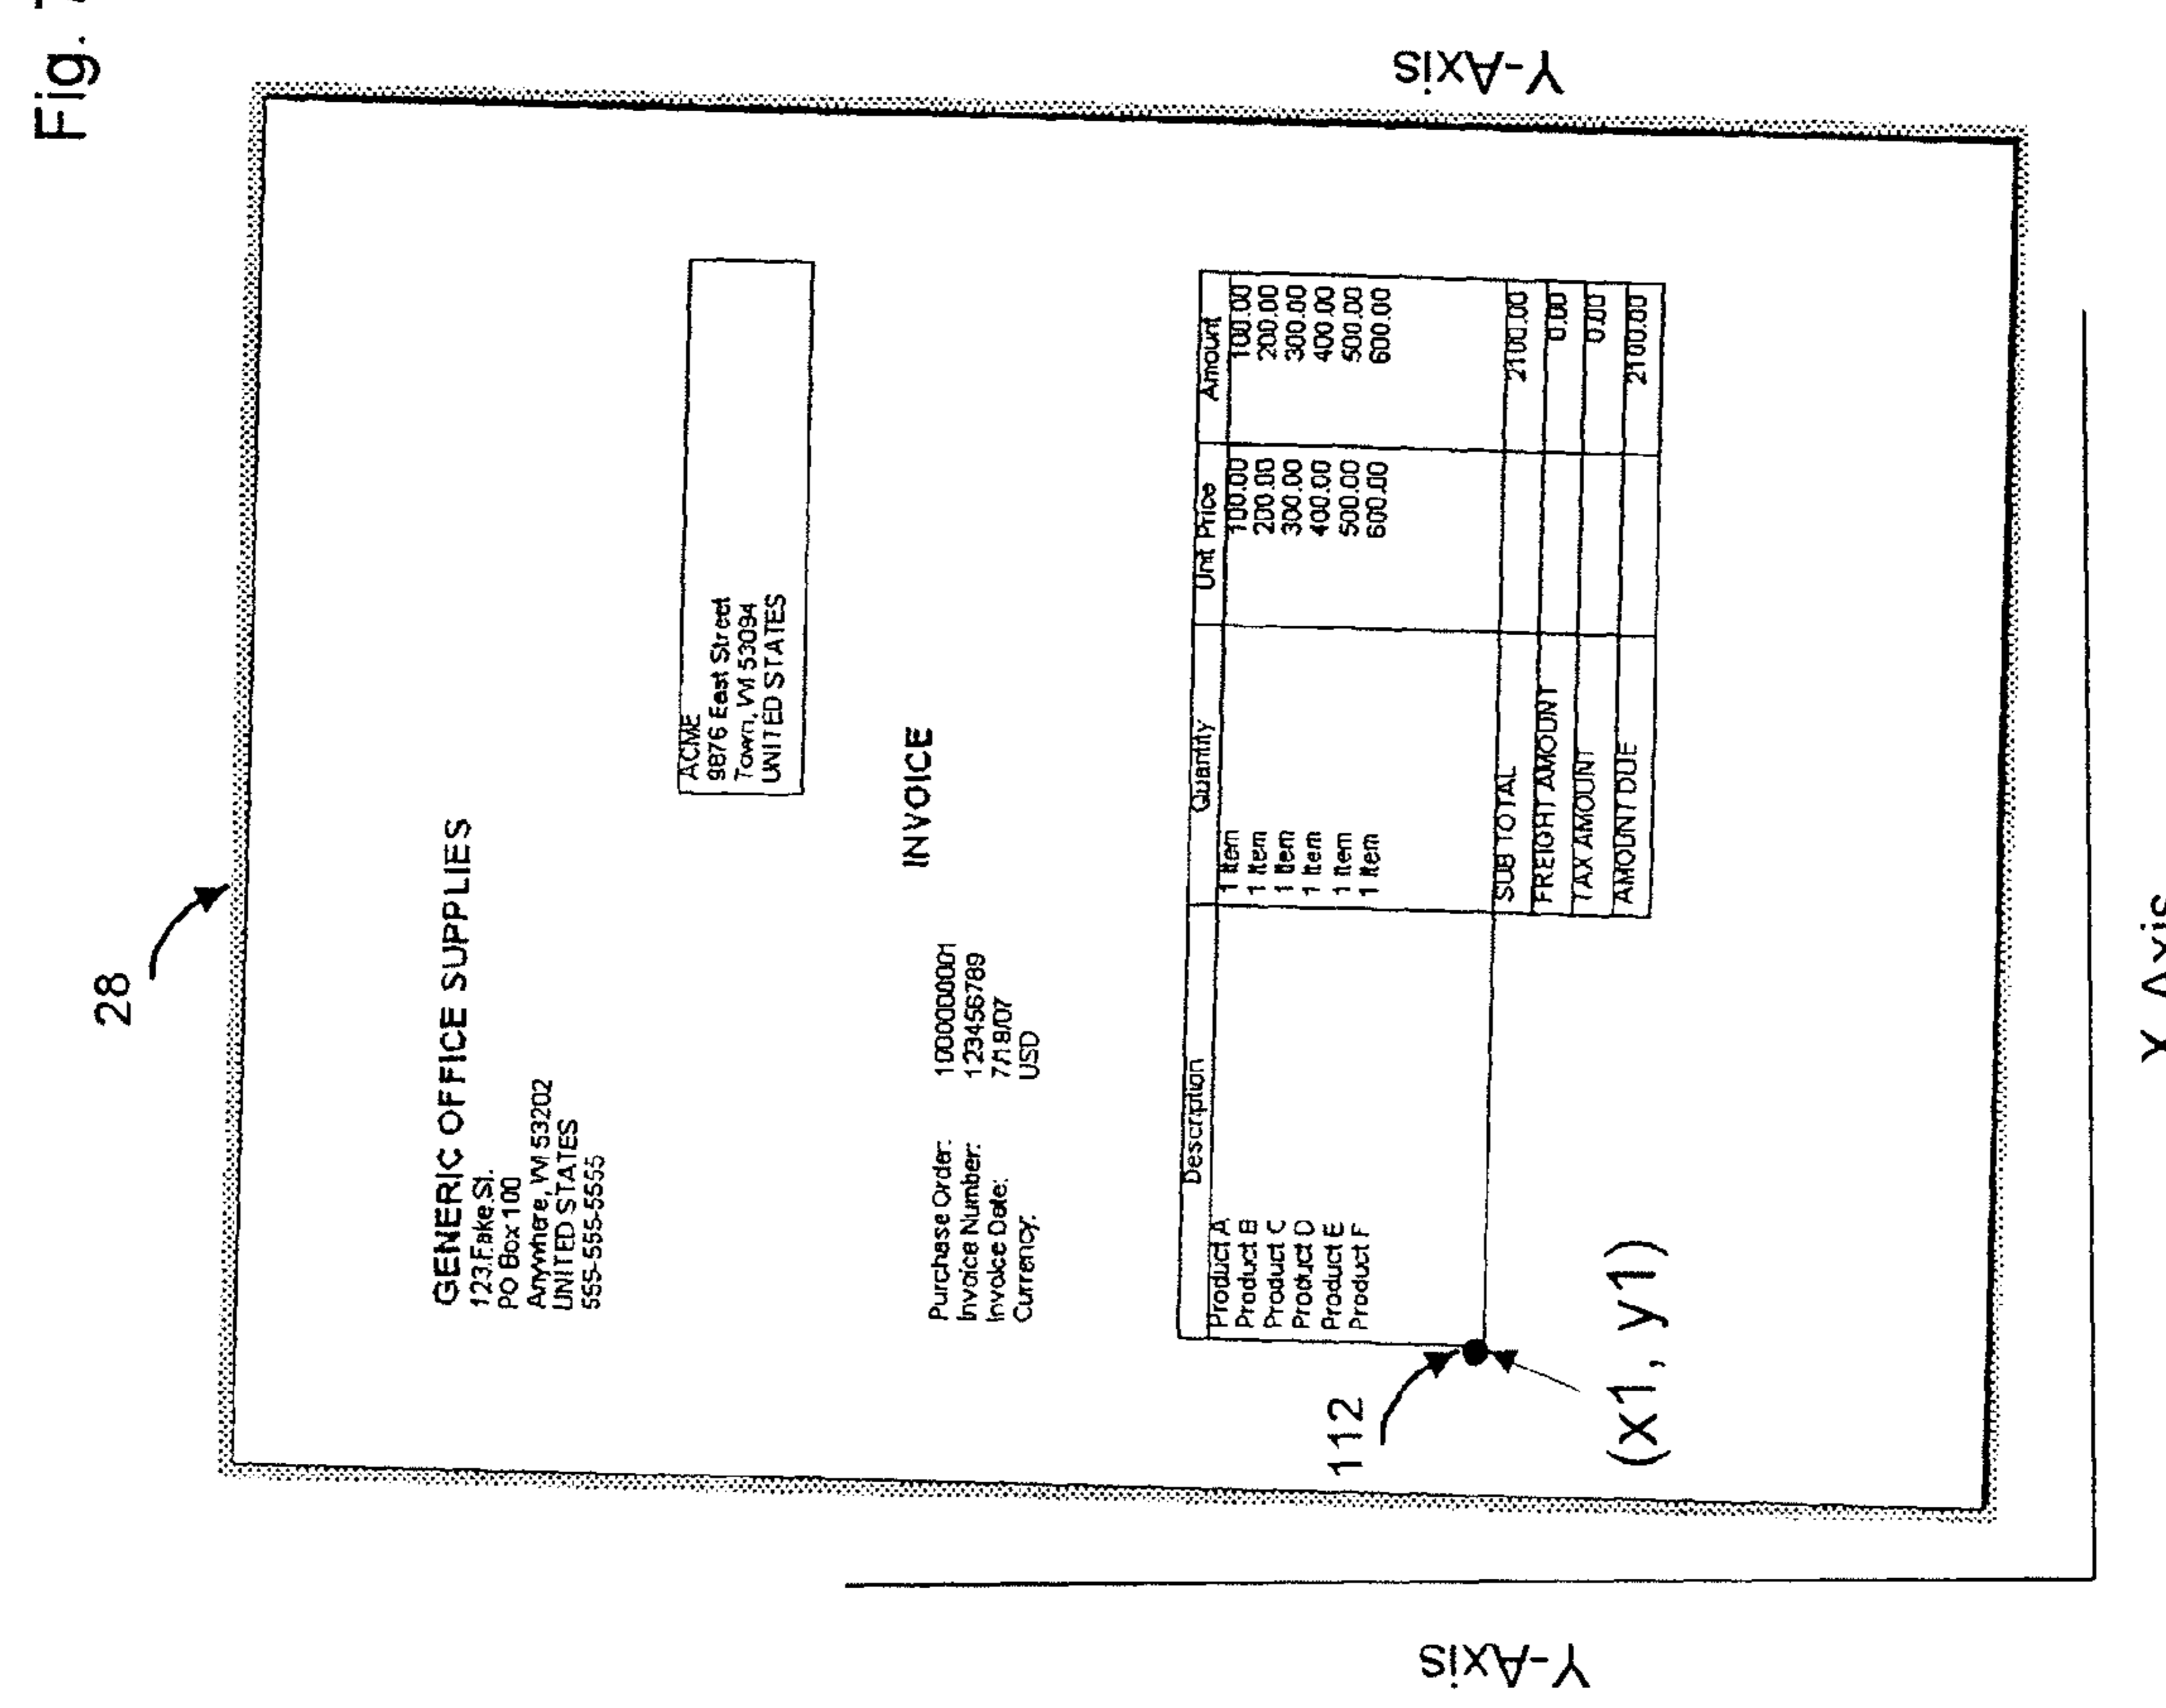 Fig. 7
28
GENERIC OFFICE SUPPLIES
123 Fake St.
PO Box 100
Anywhere, WI 53202
UNITED STATES
555-555-5555
ACME
9876 East Street
Town, WI 53094
UNITED STATES
INVOICE
Purchase Order: 1000000001
Invoice Number: 123456789
Invoice Date: 7/18/07
Currency: USD
Description Quantity Unit Price Amount
Product A 1 Item 100.00 100.00
Product B 1 Item 200.00 200.00
Product C 1 Item 300.00 300.00
Product D 1 Item 400.00 400.00
Product E 1 Item 500.00 500.00
Product F 1 Item 600.00 600.00
SUB TOTAL 2100.00
FREIGHT AMOUNT 0.00
TAX AMOUNT 0.00
AMOUNT DUE 2100.00
112
(x1, y1)
Y-Axis
Y-Axis
X-Axis